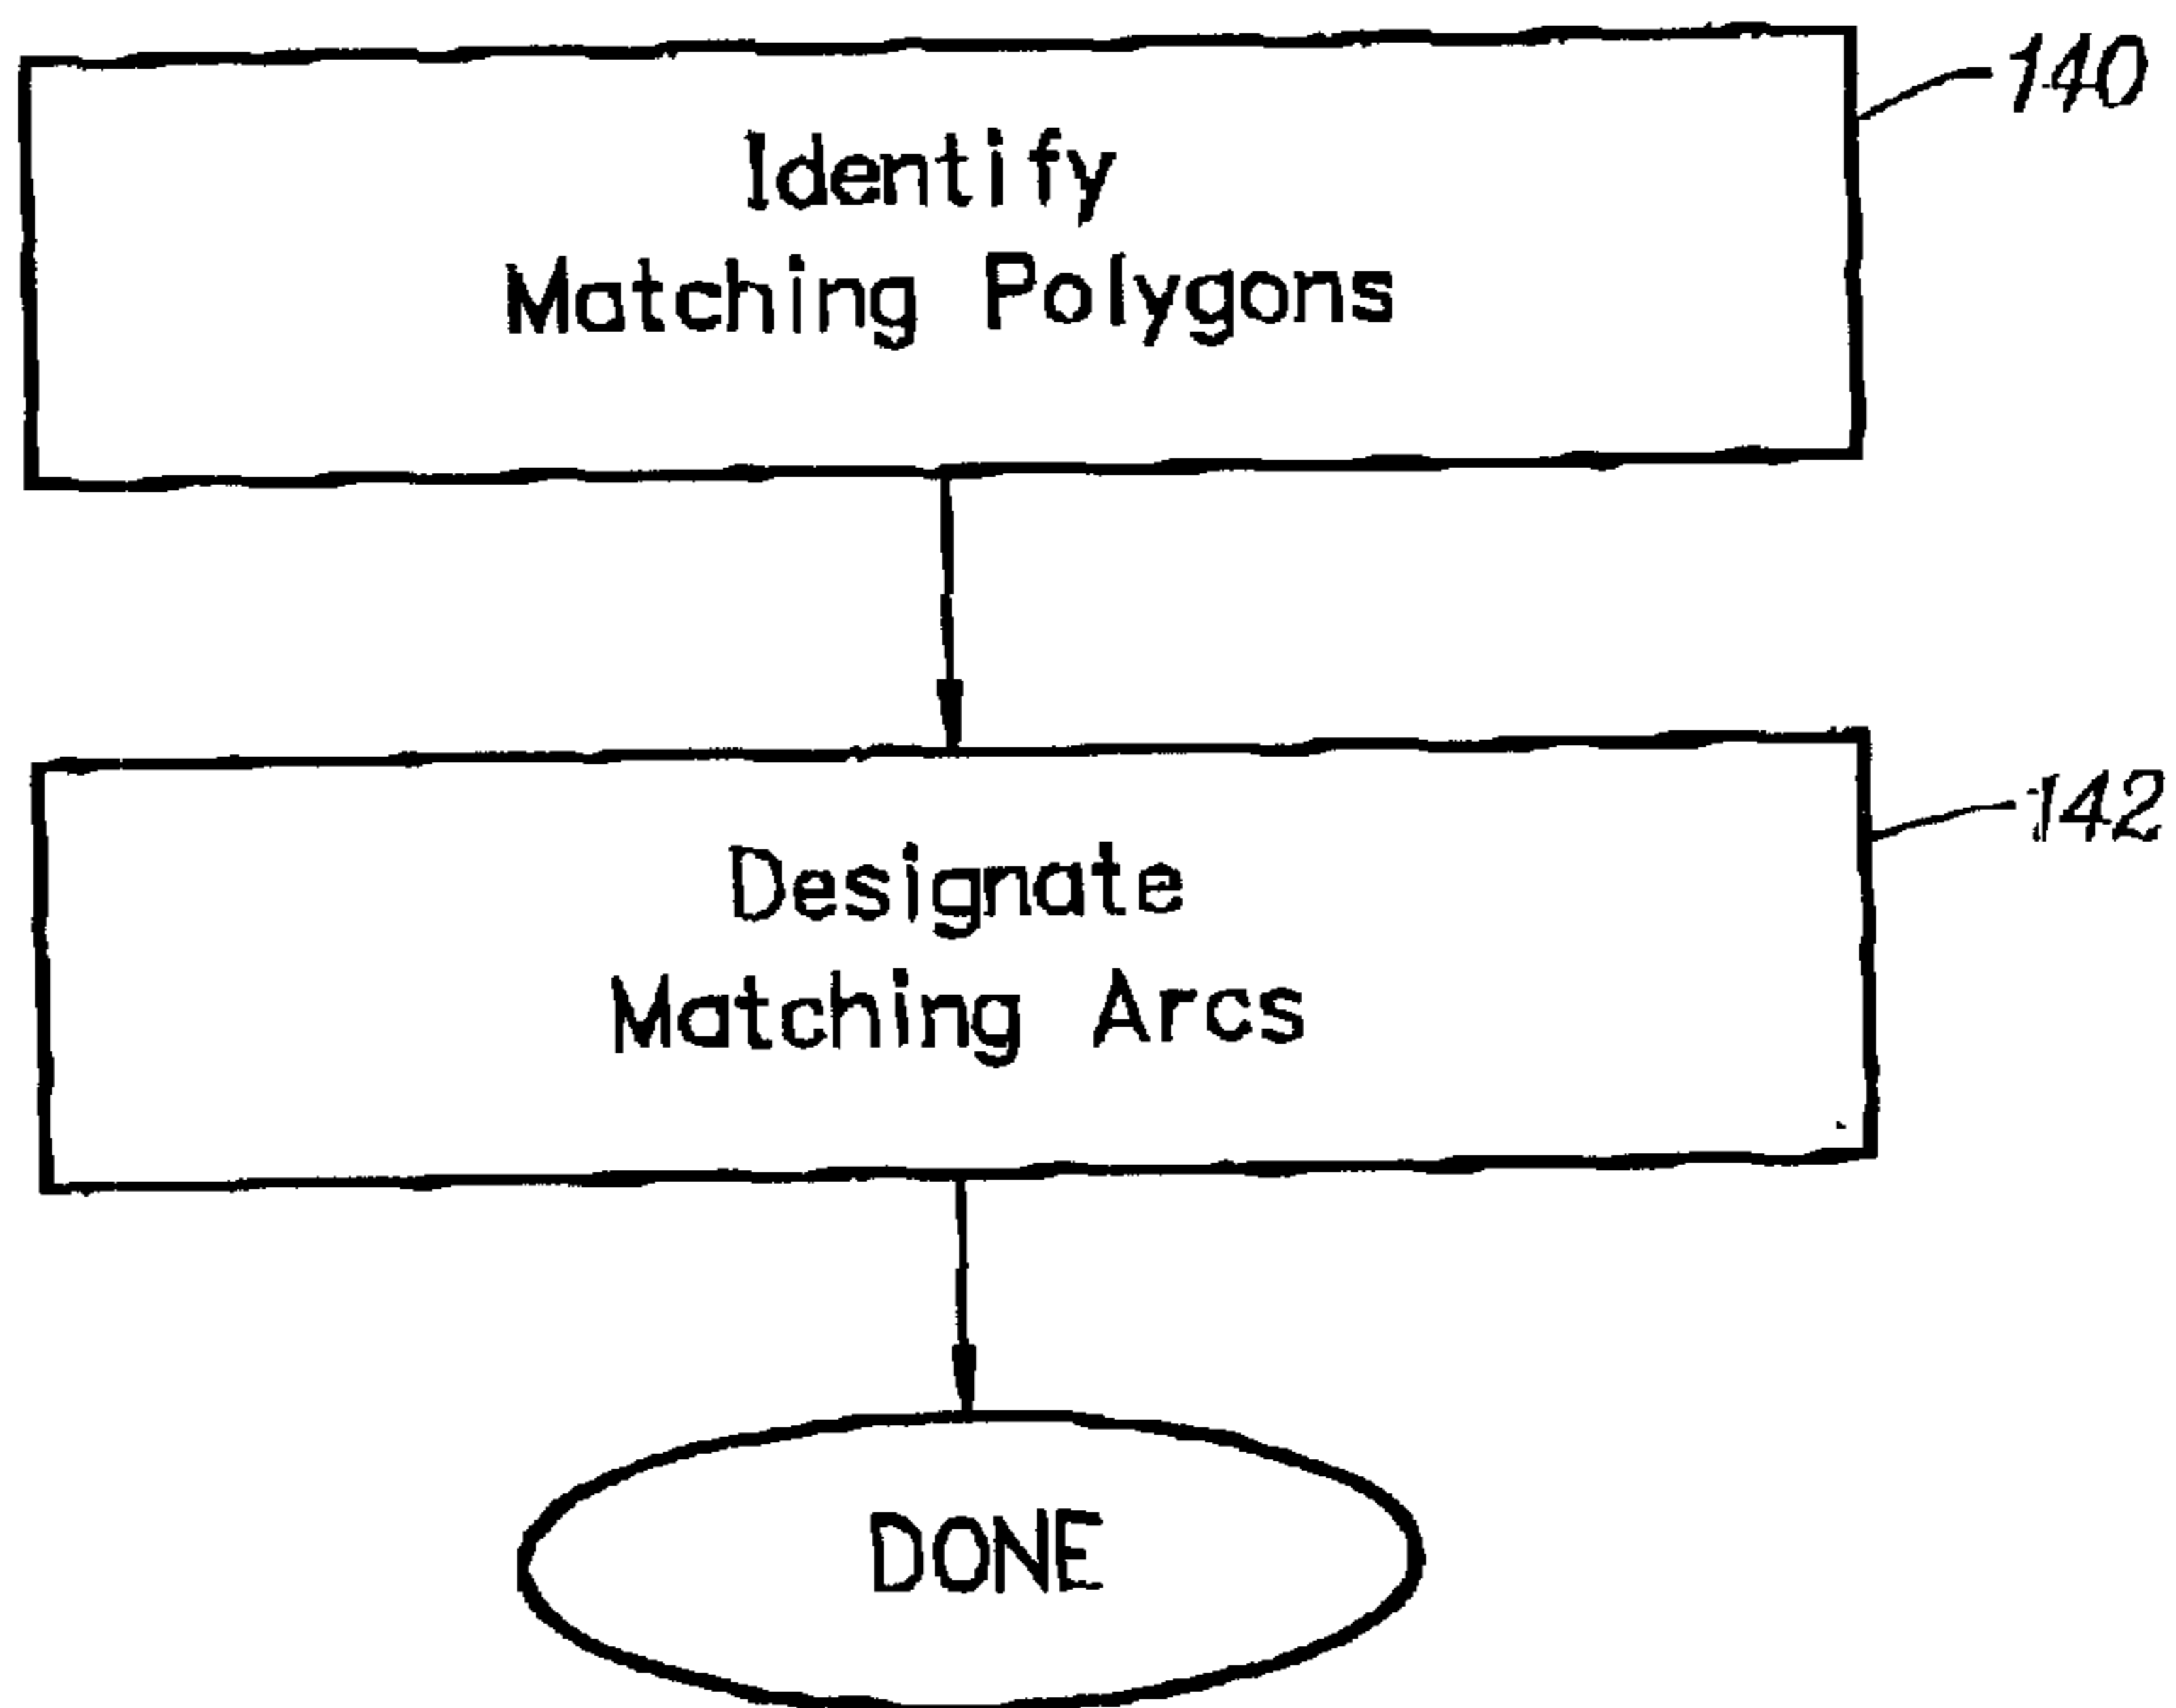 140
Identify
Matching Polygons
142
Designate
Matching Arcs
DONE